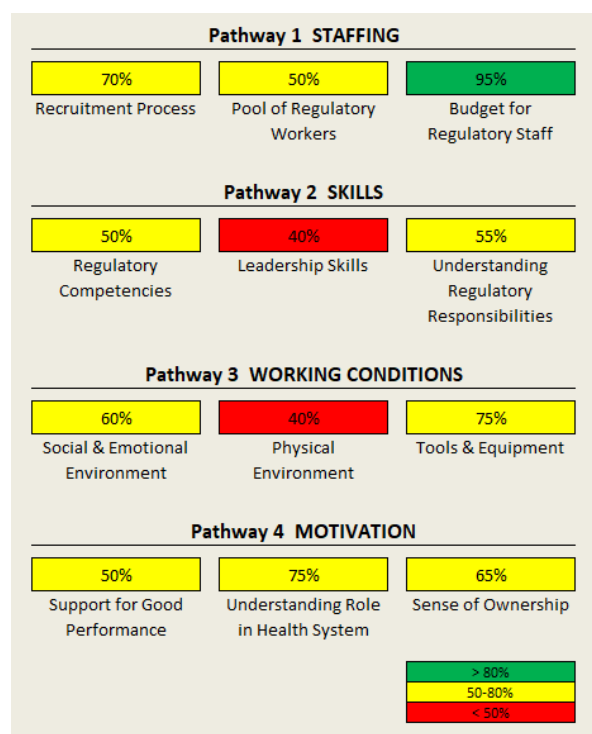 Pathway 1 STAFFING
70% 50% 95%
Recruitment Process Pool of Regulatory Budget for
Workers Regulatory Staff
Pathway 2 SKILLS
50% 40% 55%
Regulatory Leadership Skills Understanding
Competencies Regulatory
Responsibilities
Pathway 3 WORKING CONDITIONS
60% 40% 75%
Social & Emotional Physical Tools & Equipment
Environment Environment
Pathway 4 MOTIVATION
50% 75% 65%
Support for Good Understanding Role Sense of Ownership
Performance in Health System
> 80%
50-80%
< 50%